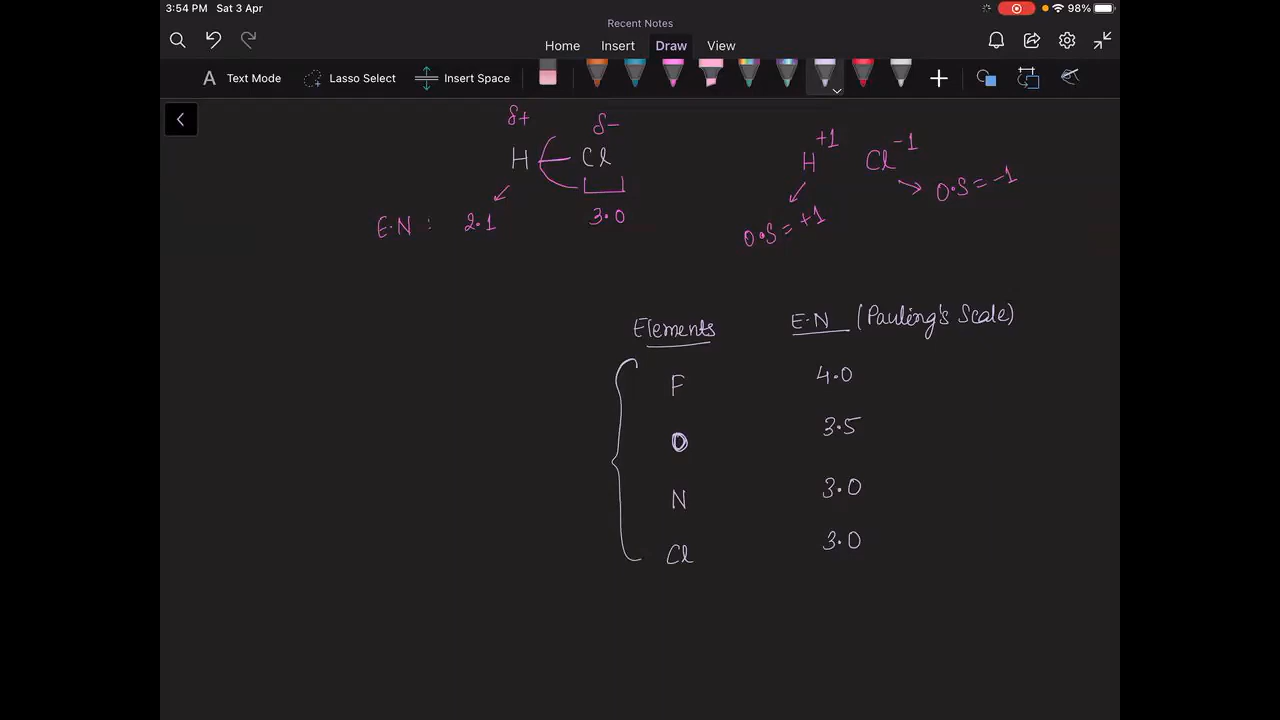 3:54 PM Sat 3 Apr 98%
Recent Notes
Home Insert Draw View
Text Mode Lasso Select Insert Space
δ+ δ-
H Cl H+1 Cl-1
O.S = -1
E.N : 2.1 3.0 O.S = +1
Elements E.N (Pauling's Scale)
F 4.0
O 3.5
N 3.0
Cl 3.0